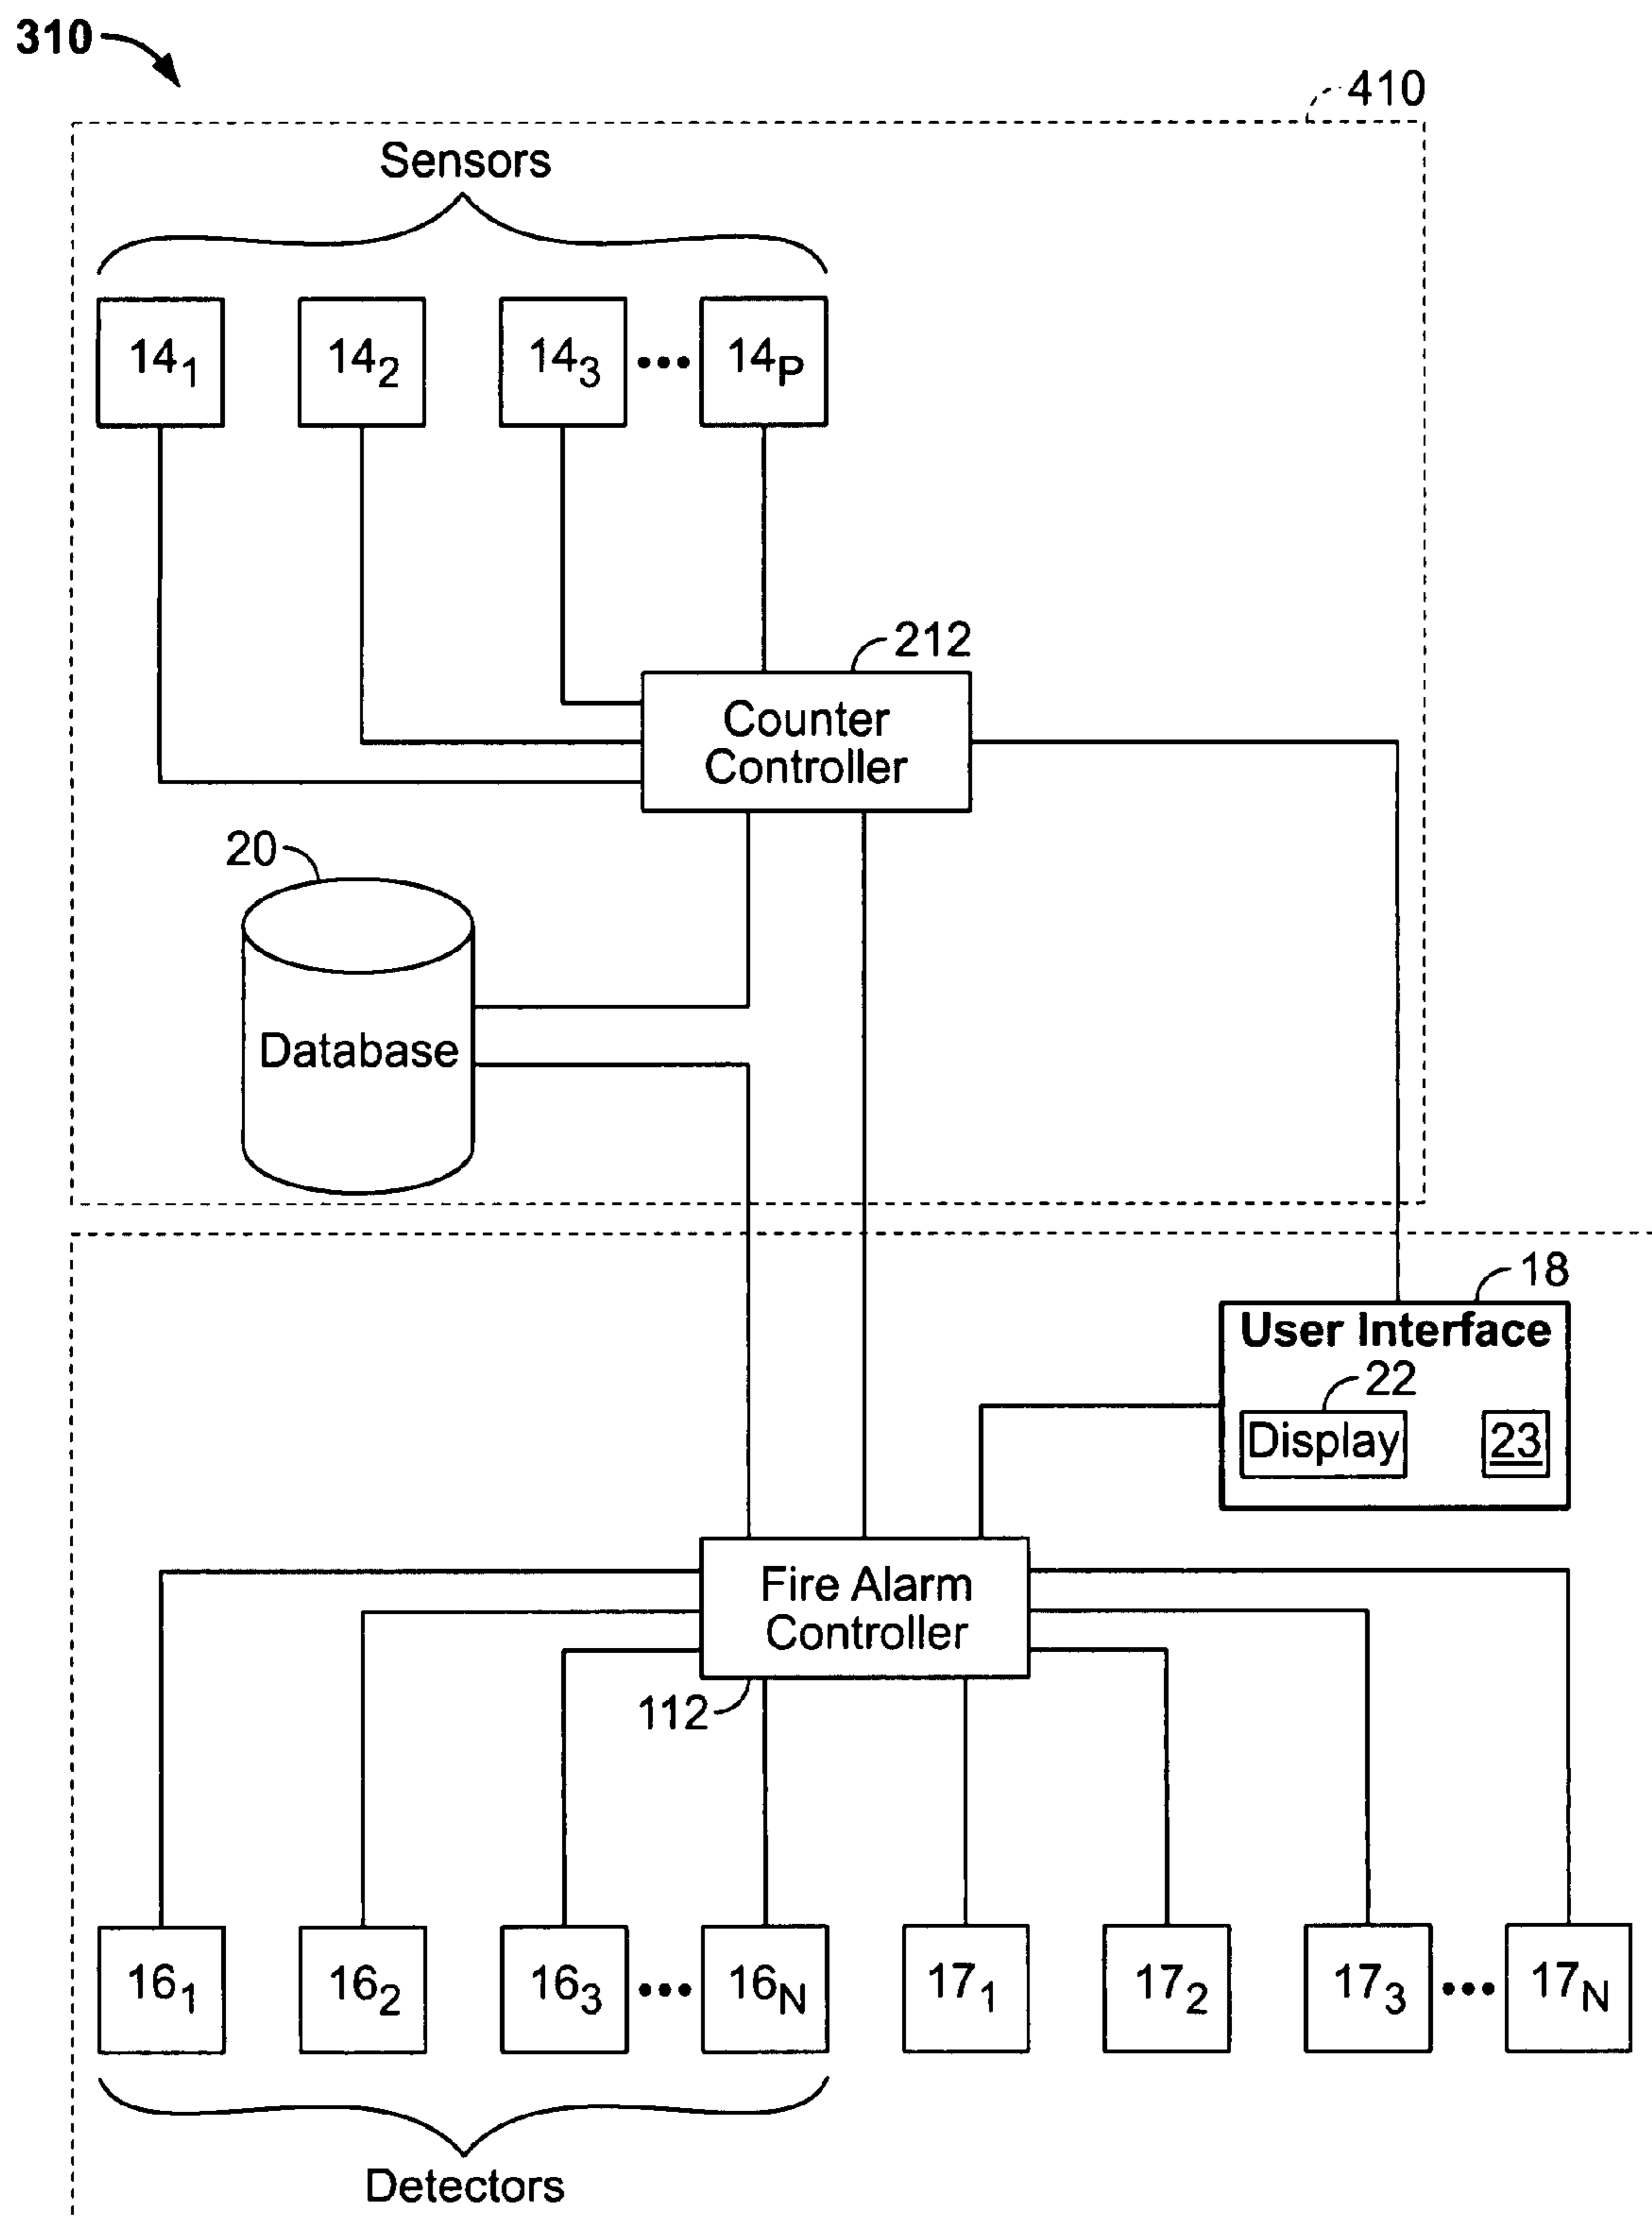 310
410
Sensors
14₁ 14₂ 14₃ ••• 14P
212
Counter
Controller
20
Database
18
User Interface
22
Display 23
Fire Alarm
Controller
112
16₁ 16₂ 16₃ ••• 16N 17₁ 17₂ 17₃ ••• 17N
Detectors